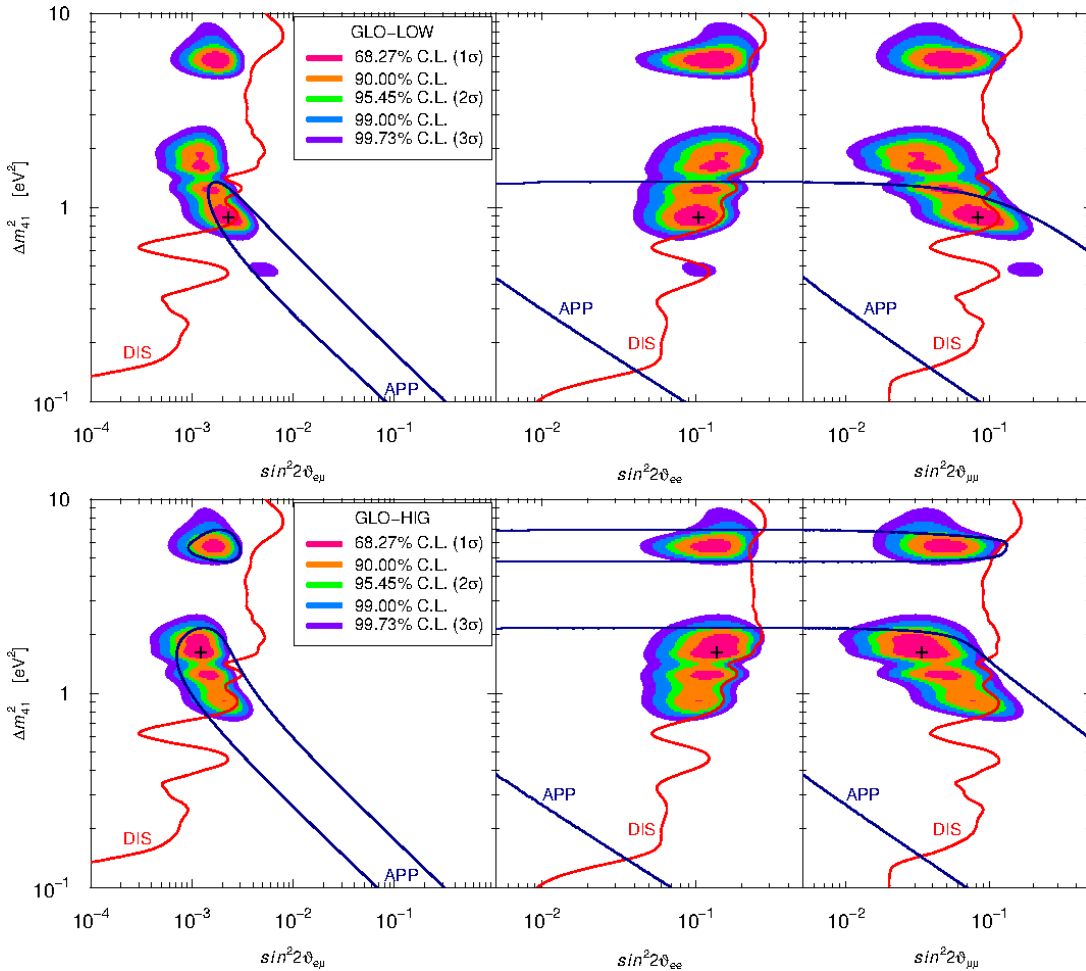 GLO-LOW
68.27% C.L. (1σ)
90.00% C.L.
95.45% C.L. (2σ)
99.00% C.L.
99.73% C.L. (3σ)
Δm²₄₁ [eV²]
10
1
10⁻¹
DIS
APP
APP
DIS
APP
DIS
10⁻⁴ 10⁻³ 10⁻² 10⁻¹ 10⁻² 10⁻¹ 10⁻² 10⁻¹
sin²2ϑₑμ sin²2ϑₑₑ sin²2ϑμμ
GLO-HIG
68.27% C.L. (1σ)
90.00% C.L.
95.45% C.L. (2σ)
99.00% C.L.
99.73% C.L. (3σ)
Δm²₄₁ [eV²]
10
1
10⁻¹
DIS
APP
APP
DIS
APP
DIS
10⁻⁴ 10⁻³ 10⁻² 10⁻¹ 10⁻² 10⁻¹ 10⁻² 10⁻¹
sin²2ϑₑμ sin²2ϑₑₑ sin²2ϑμμ